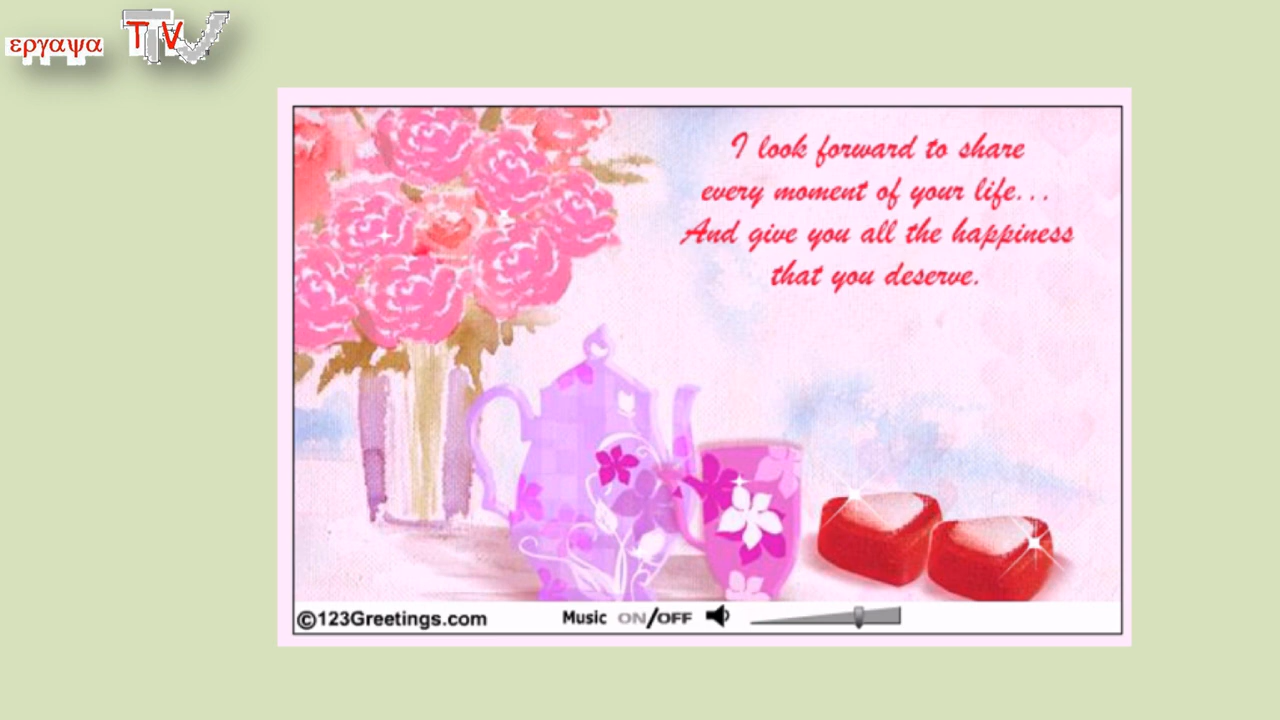 εργαψα TV
I look forward to share
every moment of your life...
And give you all the happiness
that you deserve.
©123Greetings.com Music ON/OFF